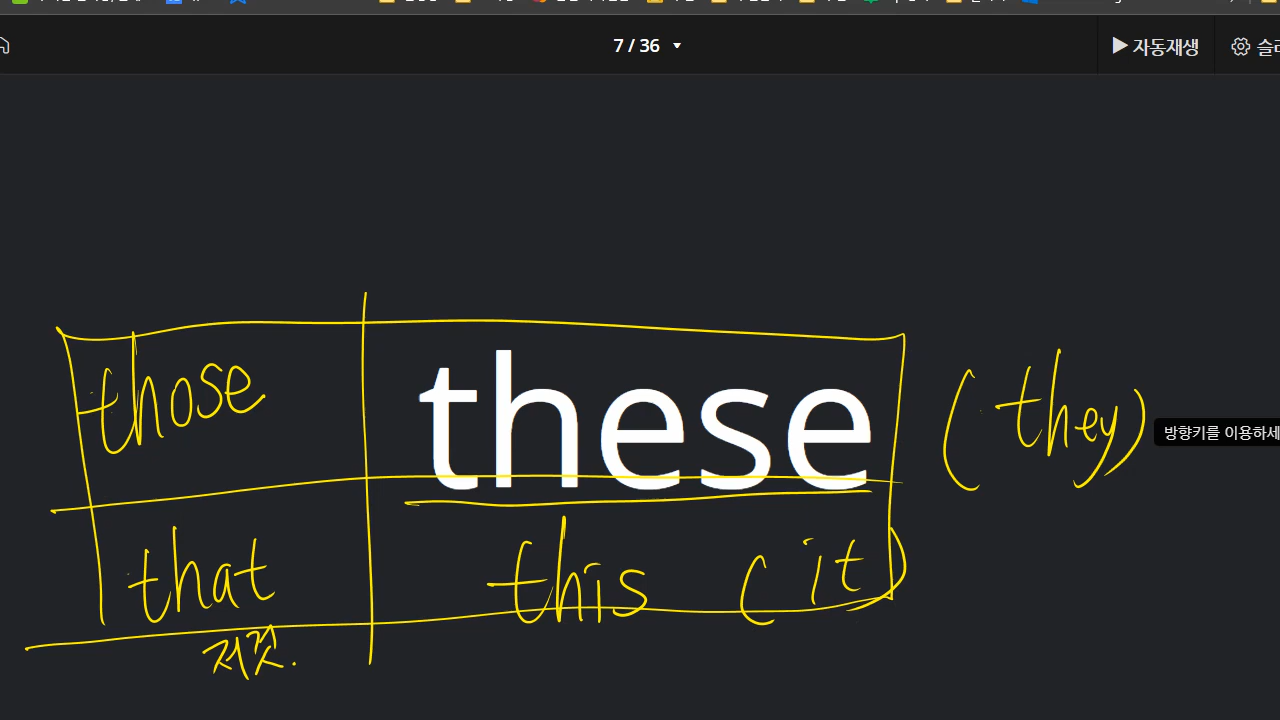 7 / 36
자동재생
those these (they)
방향키를 이용하세
that this (it)
저것.